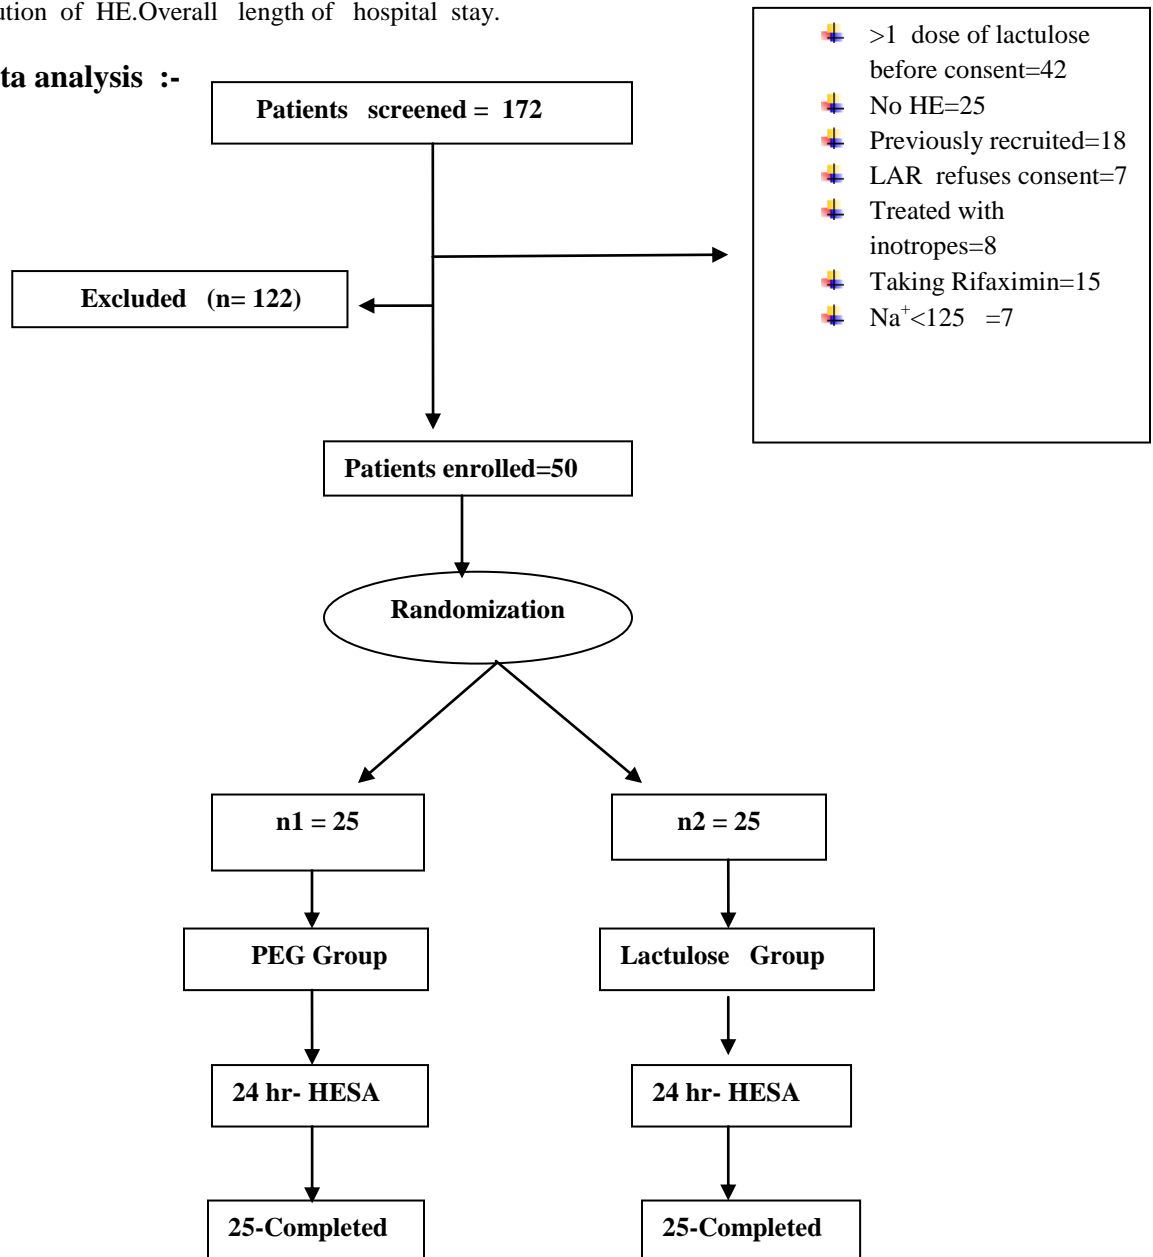 ution of HE.Overall length of hospital stay.
ta analysis :-
Patients screened = 172
>1 dose of lactulose
before consent=42
No HE=25
Previously recruited=18
LAR refuses consent=7
Treated with
inotropes=8
Taking Rifaximin=15
Na⁺<125 =7
Excluded (n= 122)
Patients enrolled=50
Randomization
n1 = 25
n2 = 25
PEG Group
Lactulose Group
24 hr- HESA
24 hr- HESA
25-Completed
25-Completed